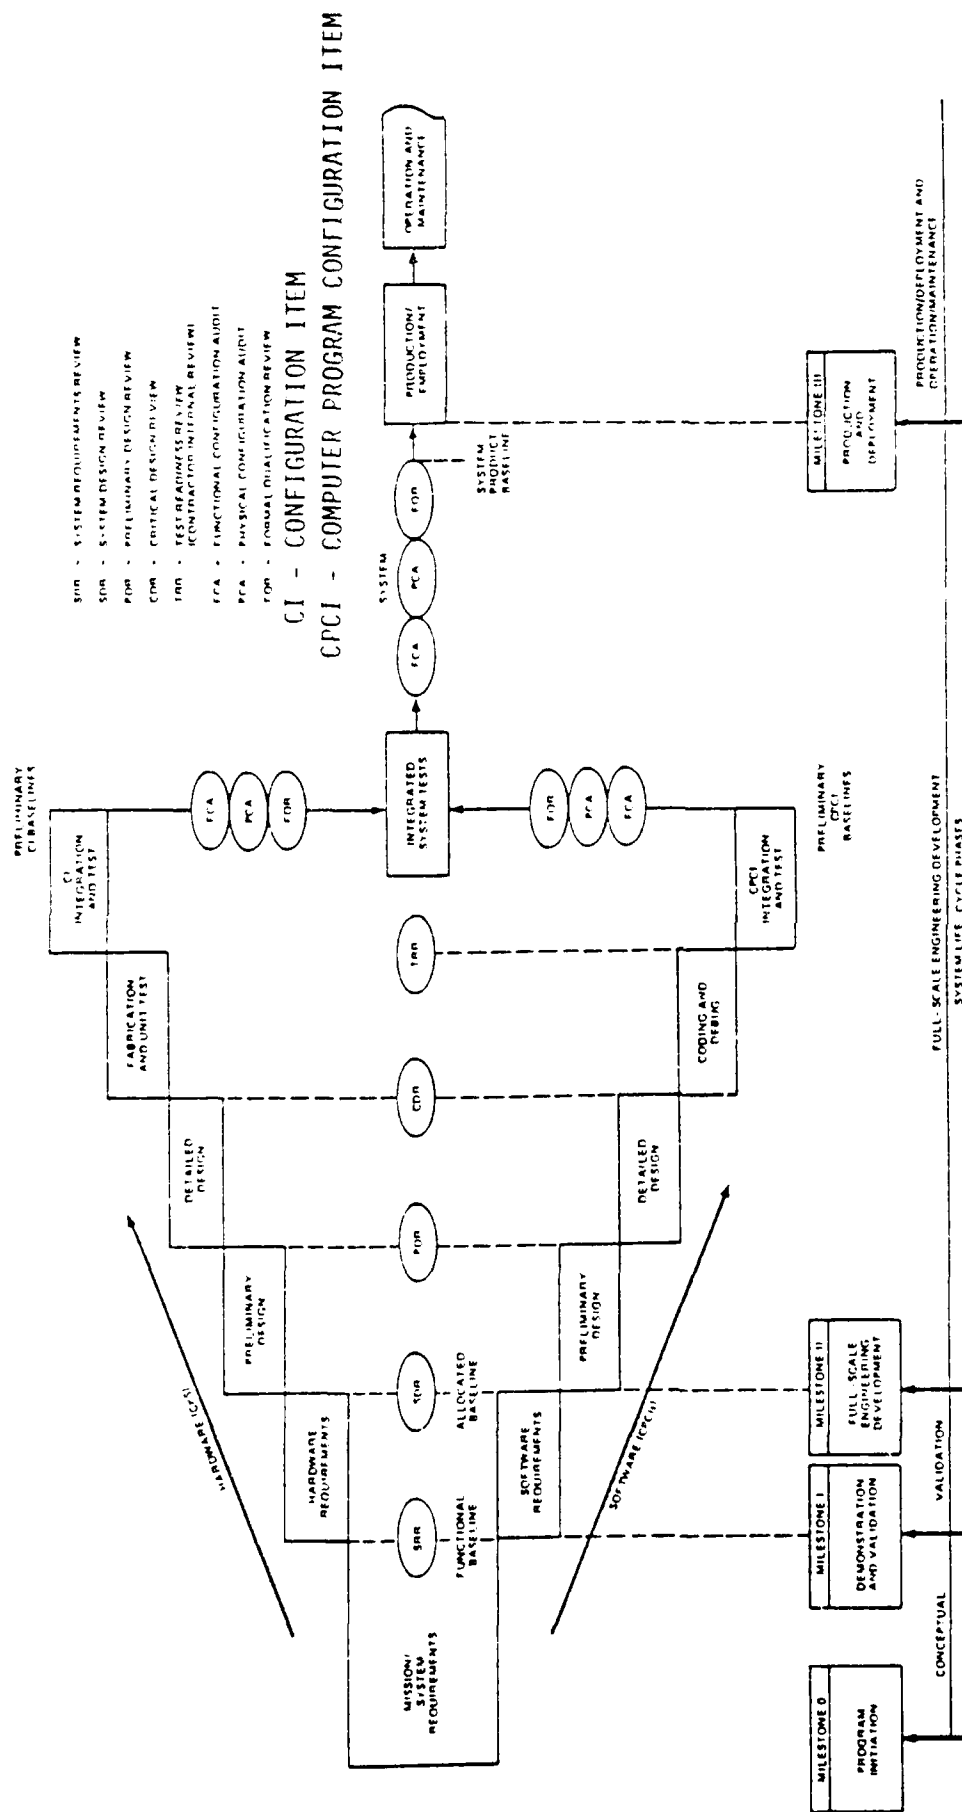 SRR - SYSTEM REQUIREMENTS REVIEW
SDR - SYSTEM DESIGN REVIEW
PDR - PRELIMINARY DESIGN REVIEW
CDR - CRITICAL DESIGN REVIEW
TRR - TEST READINESS REVIEW
(CONTRACTOR INTERNAL REVIEW)
FCA - FUNCTIONAL CONFIGURATION AUDIT
PCA - PHYSICAL CONFIGURATION AUDIT
FQR - FORMAL QUALIFICATION REVIEW
CI - CONFIGURATION ITEM
CPCI - COMPUTER PROGRAM CONFIGURATION ITEM
PRELIMINARY
CI BASELINES
CI
INTEGRATION
AND TEST
FABRICATION
AND UNIT TEST
DETAILED
DESIGN
PRELIMINARY
DESIGN
HARDWARE
REQUIREMENTS
HARDWARE (CI'S)
MISSION/
SYSTEM
REQUIREMENTS
SRR
FUNCTIONAL
BASELINE
SDR
ALLOCATED
BASELINE
PDR
CDR
TRR
FCA
PCA
FQR
INTEGRATED
SYSTEM TESTS
FQR
PCA
FCA
SYSTEM
FCA
PCA
FQR
SYSTEM
PRODUCT
BASELINE
PRODUCTION/
EMPLOYMENT
OPERATION AND
MAINTENANCE
SOFTWARE
REQUIREMENTS
PRELIMINARY
DESIGN
DETAILED
DESIGN
CODING AND
DEBUG
CPCI
INTEGRATION
AND TEST
PRELIMINARY
CPCI
BASELINES
SOFTWARE (CPCI's)
MILESTONE 0
PROGRAM
INITIATION
MILESTONE I
DEMONSTRATION
AND VALIDATION
MILESTONE II
FULL-SCALE
ENGINEERING
DEVELOPMENT
MILESTONE III
PRODUCTION
AND
DEPLOYMENT
CONCEPTUAL
VALIDATION
FULL-SCALE ENGINEERING DEVELOPMENT
PRODUCTION/DEPLOYMENT AND
OPERATION/MAINTENANCE
SYSTEM LIFE CYCLE PHASES